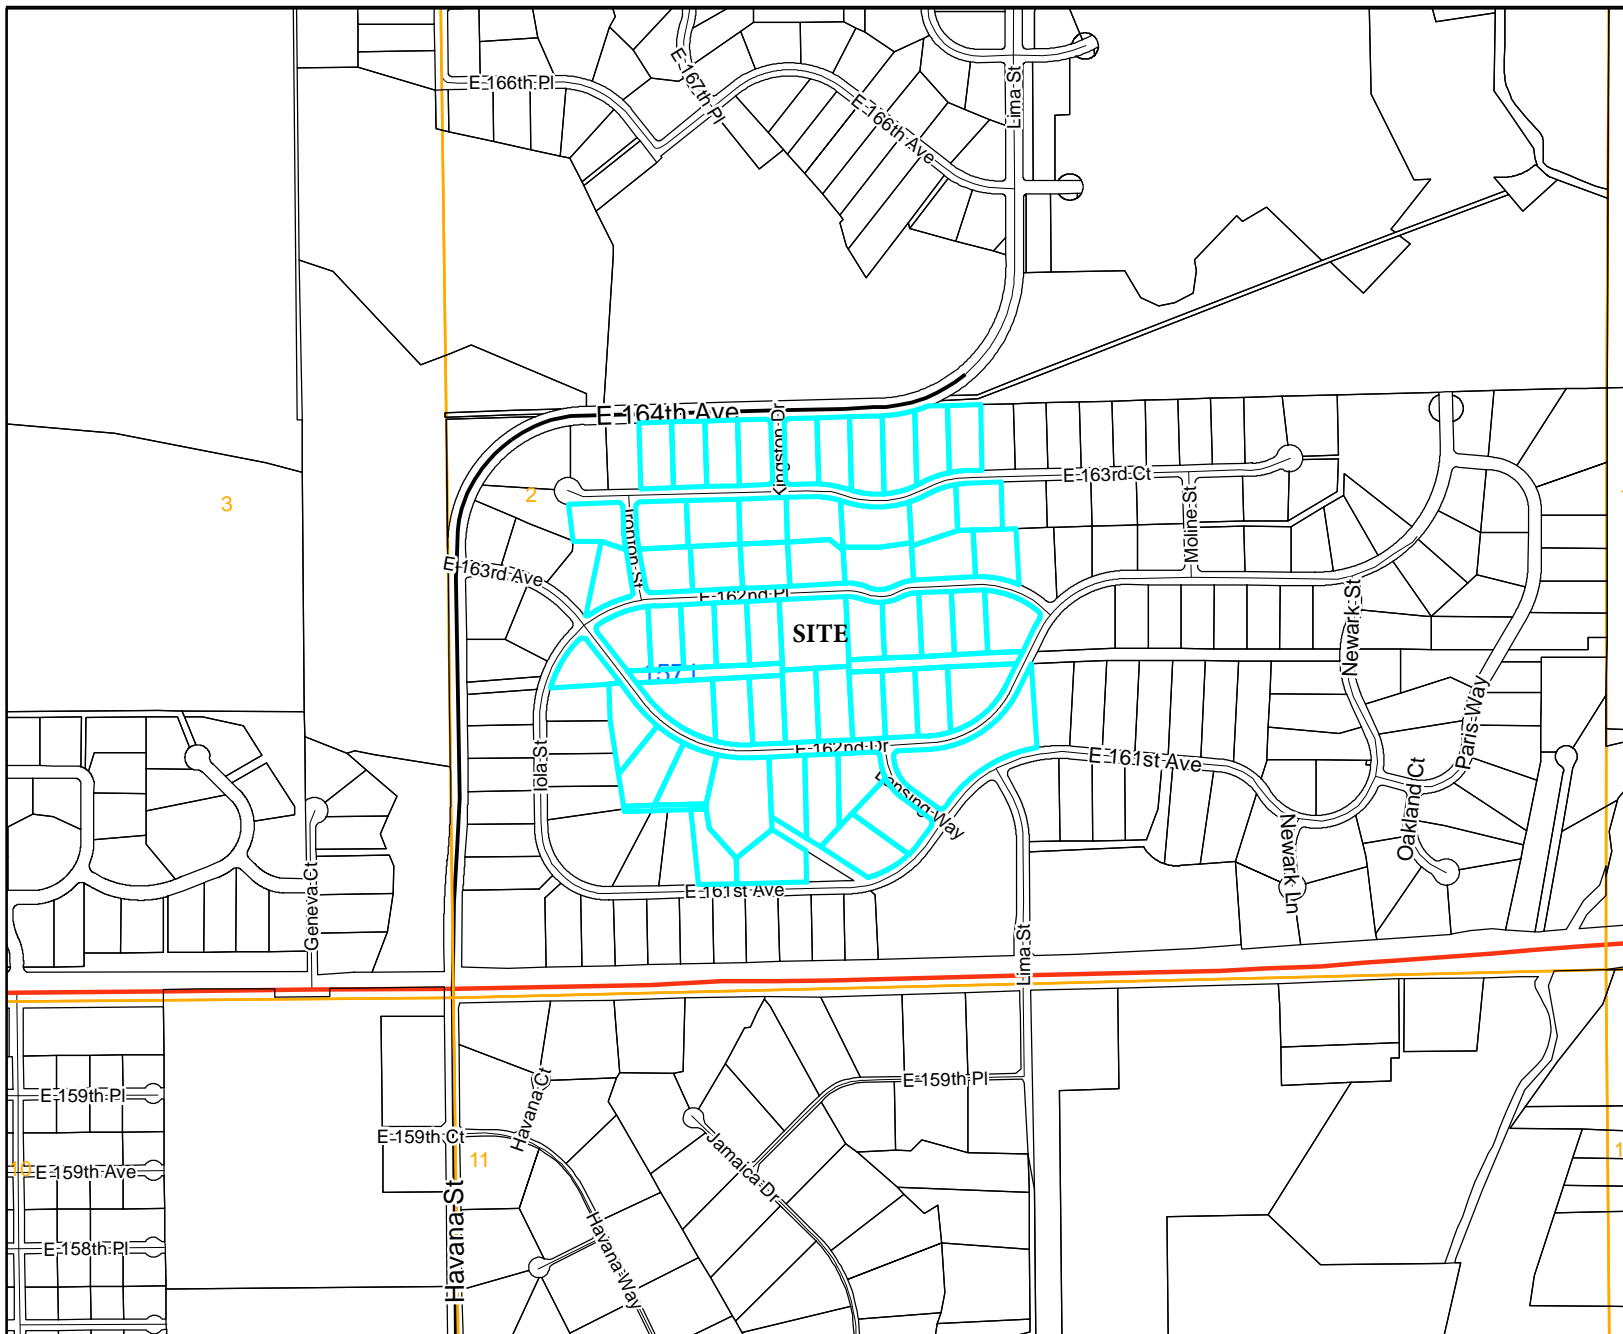 E 166th Pl
E 167th Pl
E 166th Ave
Lima St
E 164th Ave
Kingston Dr
E 163rd Ct
Moline St
3
2
E 163rd Ave
E 162nd Pl
SITE
1571
Newark St
Paris Way
E 162nd Dr
Iola St
Lansing Way
E 161st Ave
Oakland Ct
Newark Ln
E 161st Ave
Geneva Ct
Lima St
E 159th Pl
E 159th Pl
Havana Ct
E 159th Ct
Jamaica Dr
10
E 159th Ave
11
Havana St
Havana Way
E 158th Pl